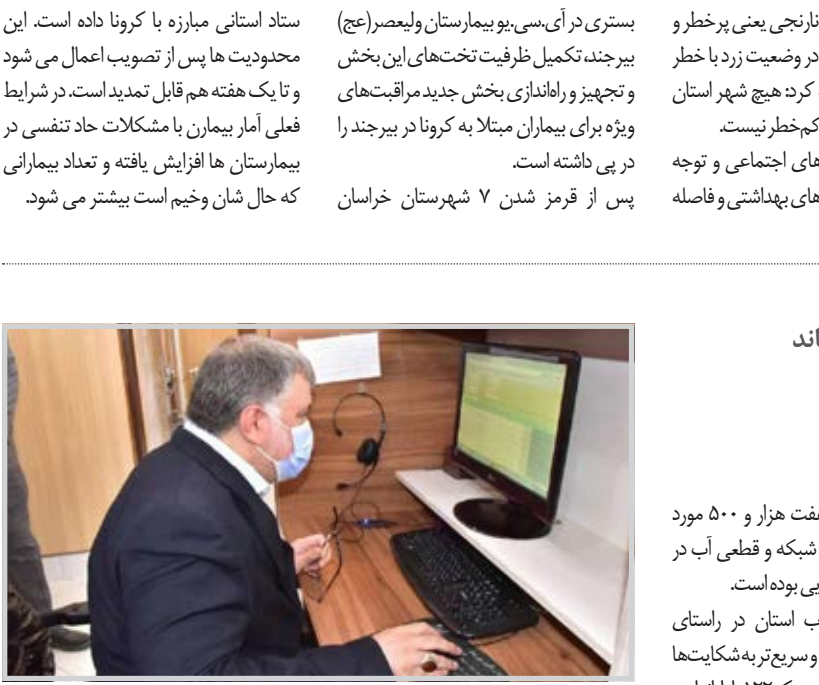 نارنجی یعنی پرخطر و
در وضعیت زرد با خطر
کرد: هیچ شهر استان
کم‌خطر نیست.
های اجتماعی و توجه
های بهداشتی و فاصله
بستری در آی.سی.یو بیمارستان ولیعصر(عج)
بیرجند، تکمیل ظرفیت تخت‌های این بخش
و تجهیز و راه‌اندازی بخش جدید مراقبت‌های
ویژه برای بیماران مبتلا به کرونا در بیرجند را
در پی داشته است.
پس از قرمز شدن ۷ شهرستان خراسان
ستاد استانی مبارزه با کرونا داده است. این
محدودیت ها پس از تصویب اعمال می شود
و تا یک هفته هم قابل تمدید است. در شرایط
فعلی آمار بیمارن با مشکلات حاد تنفسی در
بیمارستان ها افزایش یافته و تعداد بیمارانی
که حال شان وخیم است بیشتر می شود.
اند
فت هزار و ۵۰۰ مورد
شبکه و قطعی آب در
یی بوده است.
ب استان در راستای
و سریع‌تر به شکایت‌ها